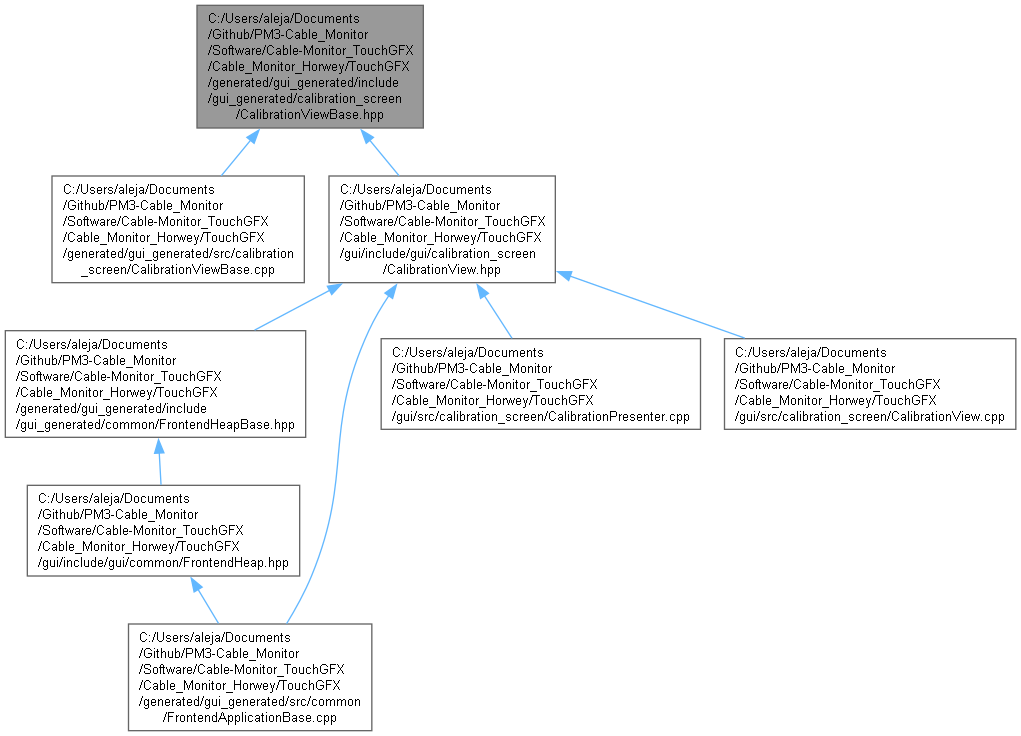 C:/Users/aleja/Documents
/Github/PM3-Cable_Monitor
/Software/Cable-Monitor_TouchGFX
/Cable_Monitor_Horwey/TouchGFX
/generated/gui_generated/include
/gui_generated/calibration_screen
/CalibrationViewBase.hpp
C:/Users/aleja/Documents
/Github/PM3-Cable_Monitor
/Software/Cable-Monitor_TouchGFX
/Cable_Monitor_Horwey/TouchGFX
/generated/gui_generated/src/calibration
_screen/CalibrationViewBase.cpp
C:/Users/aleja/Documents
/Github/PM3-Cable_Monitor
/Software/Cable-Monitor_TouchGFX
/Cable_Monitor_Horwey/TouchGFX
/gui/include/gui/calibration_screen
/CalibrationView.hpp
C:/Users/aleja/Documents
/Github/PM3-Cable_Monitor
/Software/Cable-Monitor_TouchGFX
/Cable_Monitor_Horwey/TouchGFX
/generated/gui_generated/include
/gui_generated/common/FrontendHeapBase.hpp
C:/Users/aleja/Documents
/Github/PM3-Cable_Monitor
/Software/Cable-Monitor_TouchGFX
/Cable_Monitor_Horwey/TouchGFX
/gui/src/calibration_screen/CalibrationPresenter.cpp
C:/Users/aleja/Documents
/Github/PM3-Cable_Monitor
/Software/Cable-Monitor_TouchGFX
/Cable_Monitor_Horwey/TouchGFX
/gui/src/calibration_screen/CalibrationView.cpp
C:/Users/aleja/Documents
/Github/PM3-Cable_Monitor
/Software/Cable-Monitor_TouchGFX
/Cable_Monitor_Horwey/TouchGFX
/gui/include/gui/common/FrontendHeap.hpp
C:/Users/aleja/Documents
/Github/PM3-Cable_Monitor
/Software/Cable-Monitor_TouchGFX
/Cable_Monitor_Horwey/TouchGFX
/generated/gui_generated/src/common
/FrontendApplicationBase.cpp